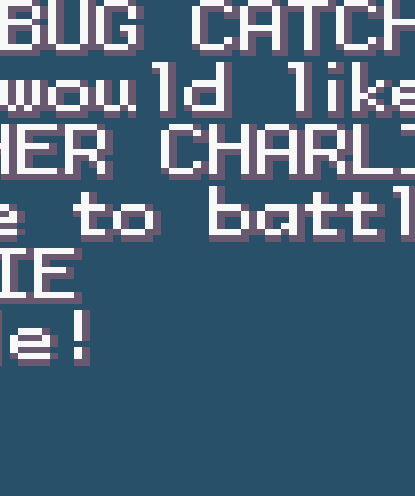 BUG CATCH
would like
HER CHARLI
e to battl
IE
le!